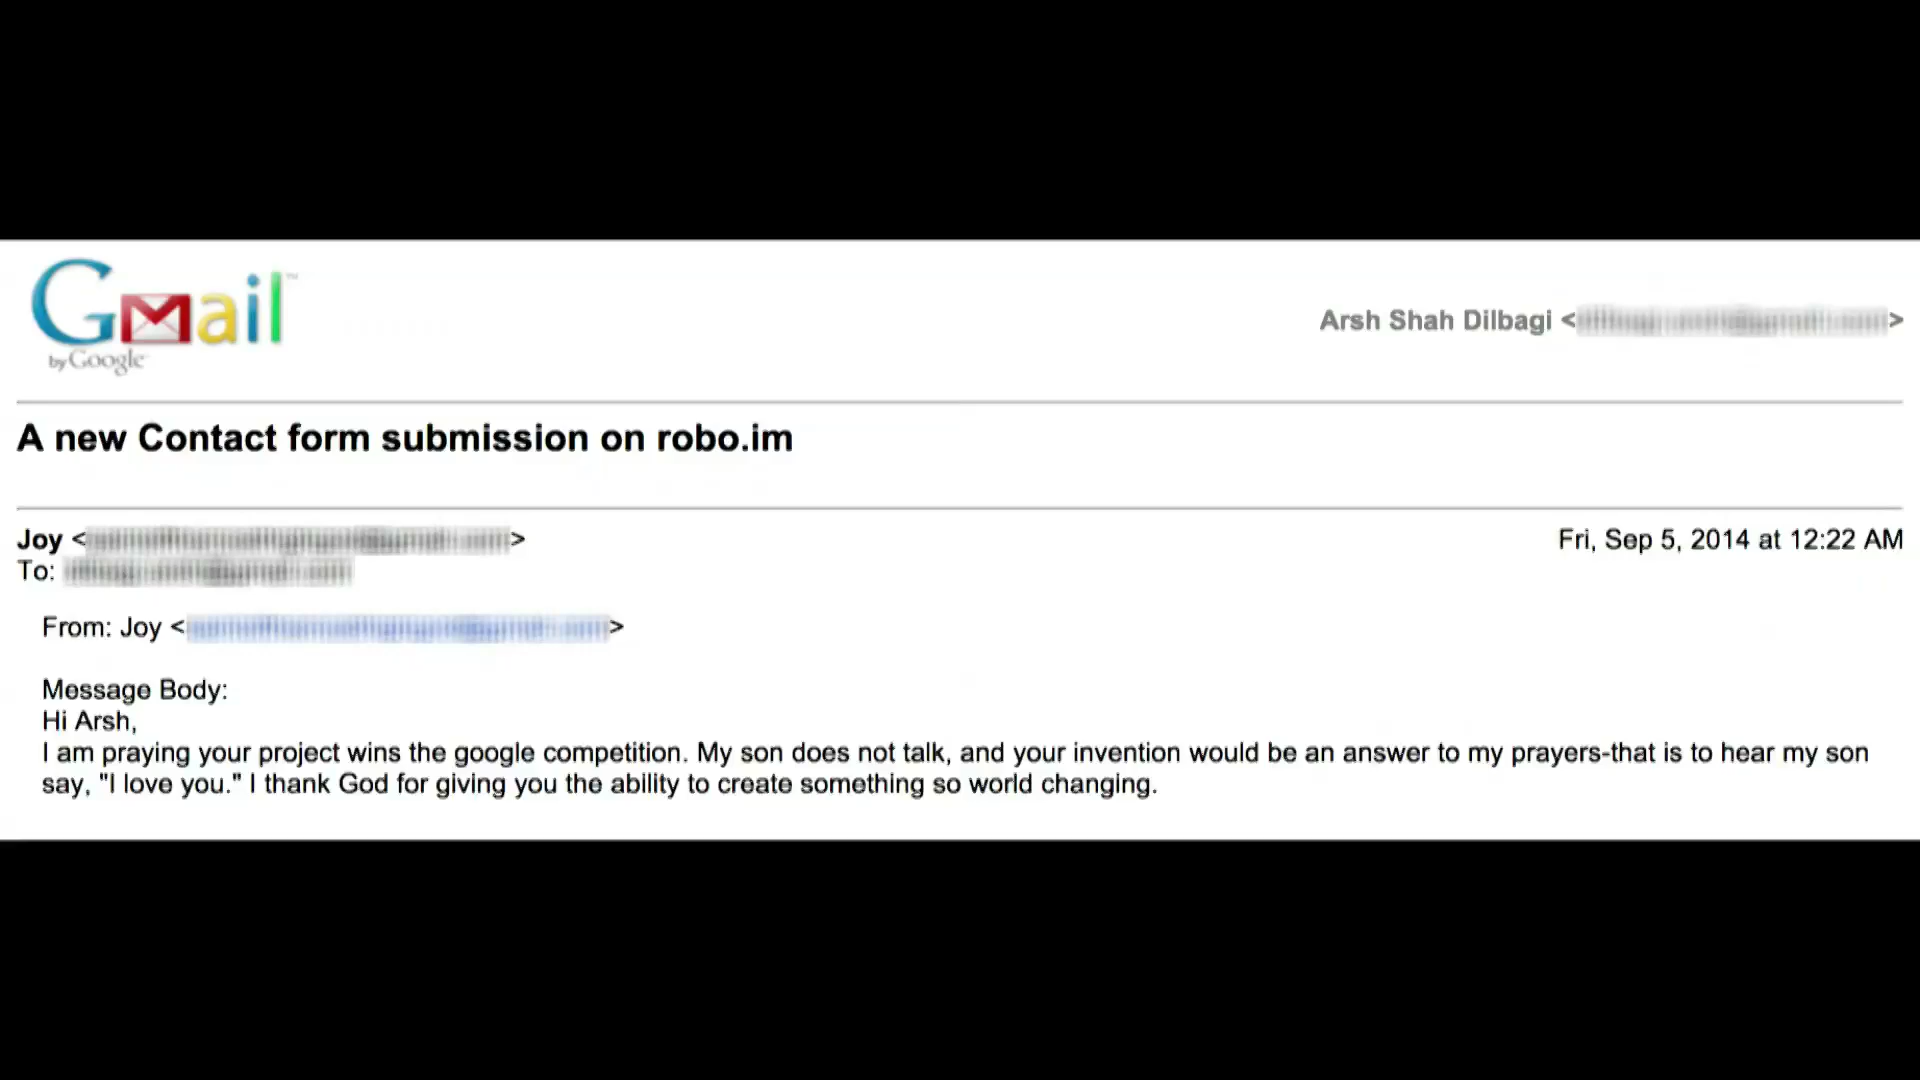 Gmail™
by Google
Arsh Shah Dilbagi < >
A new Contact form submission on robo.im
Joy < >
Fri, Sep 5, 2014 at 12:22 AM
To:
From: Joy < >
Message Body:
Hi Arsh,
I am praying your project wins the google competition. My son does not talk, and your invention would be an answer to my prayers-that is to hear my son
say, "I love you." I thank God for giving you the ability to create something so world changing.